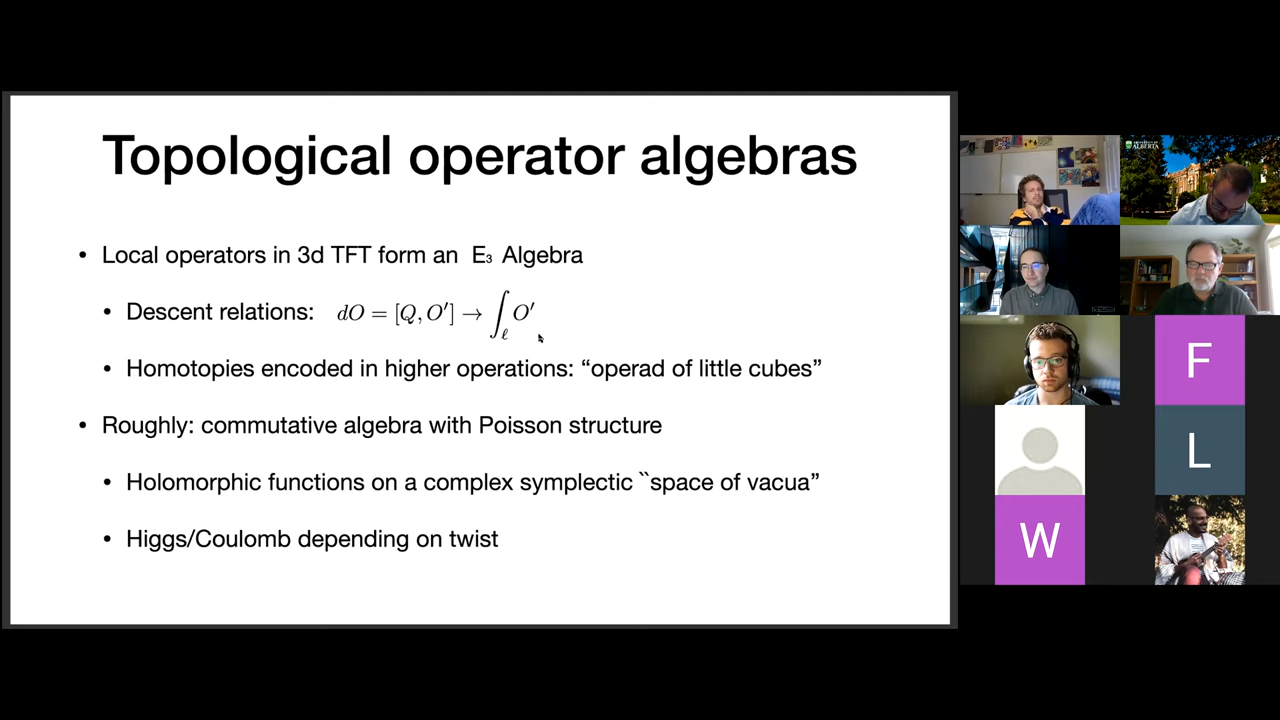 Topological operator algebras
• Local operators in 3d TFT form an E₃ Algebra
• Descent relations: dO = [Q, O′] → ∫_ℓ O′
• Homotopies encoded in higher operations: “operad of little cubes”
• Roughly: commutative algebra with Poisson structure
• Holomorphic functions on a complex symplectic ``space of vacua”
• Higgs/Coulomb depending on twist
ALBERTA
F
L
W